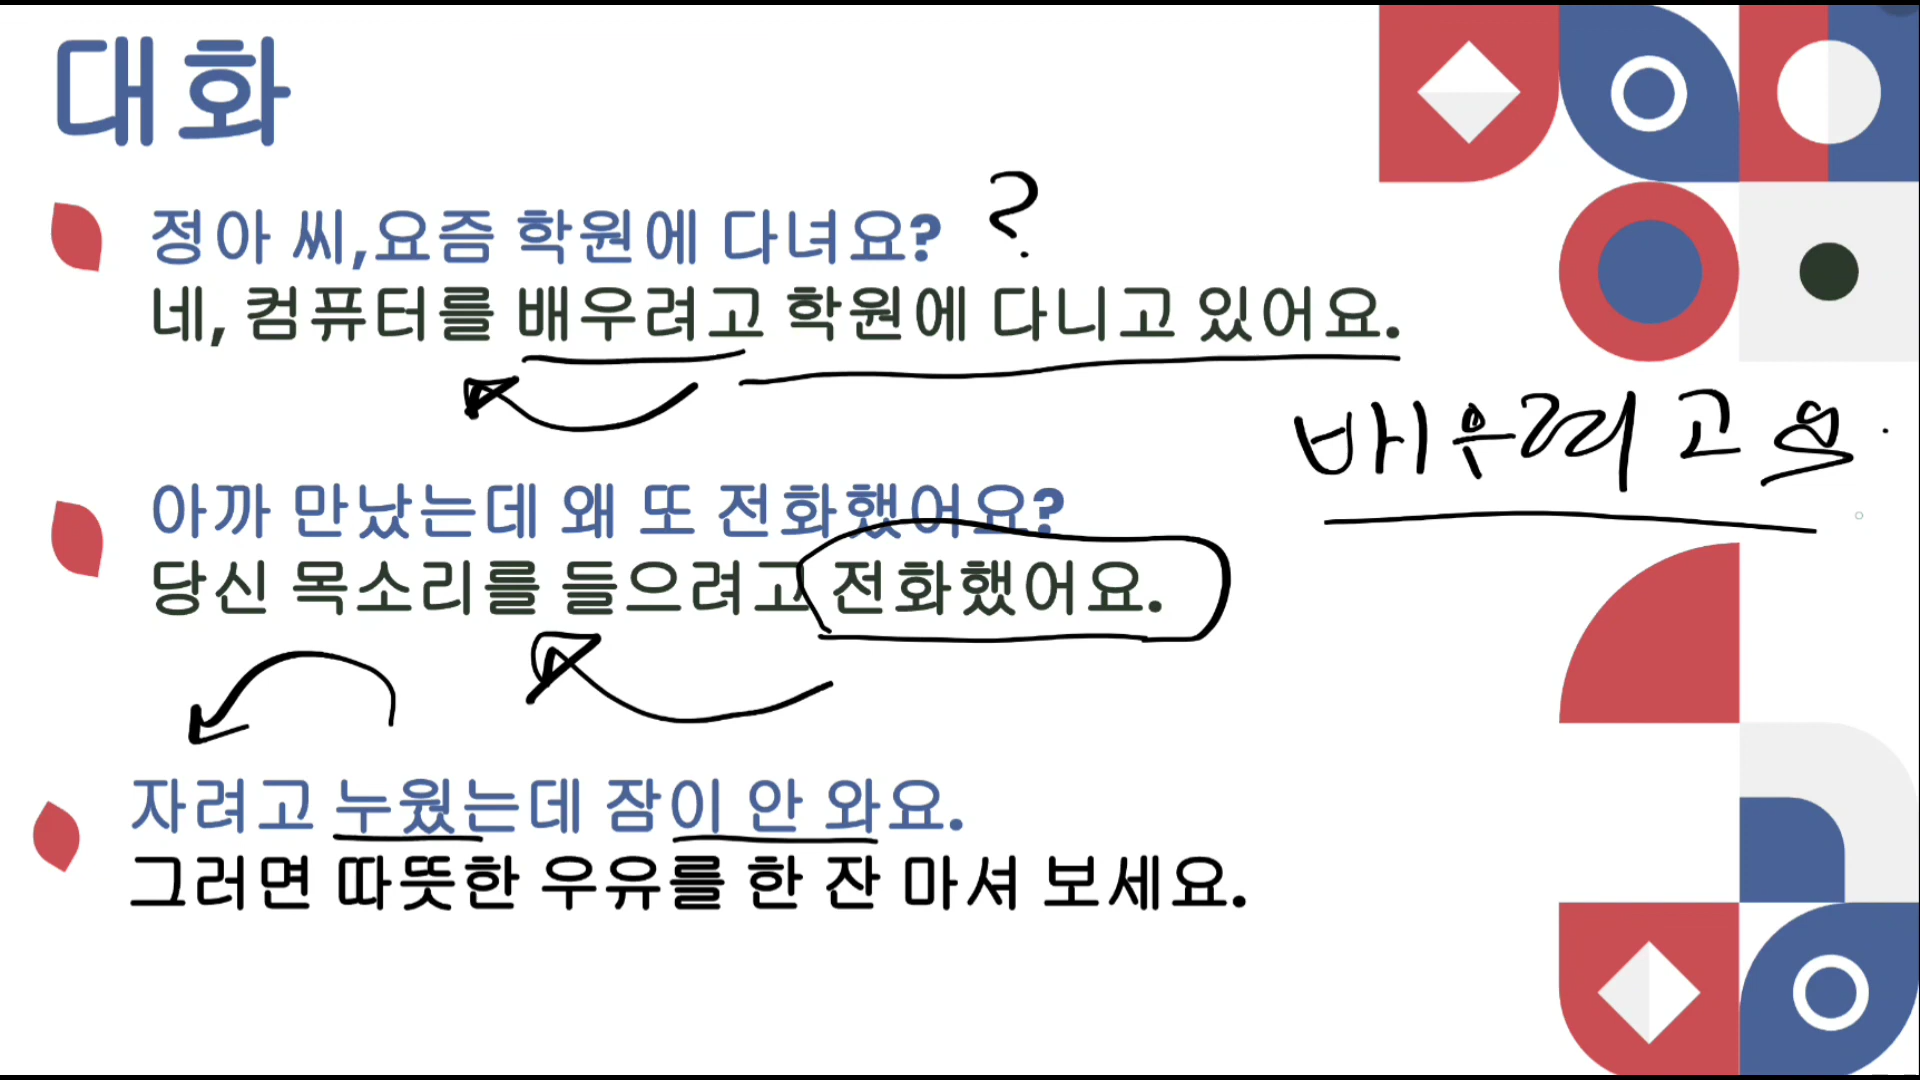 대화
정아 씨,요즘 학원에 다녀요? ?
네, 컴퓨터를 배우려고 학원에 다니고 있어요.
배우려고요.
아까 만났는데 왜 또 전화했어요?
당신 목소리를 들으려고 전화했어요.
자려고 누웠는데 잠이 안 와요.
그러면 따뜻한 우유를 한 잔 마셔 보세요.